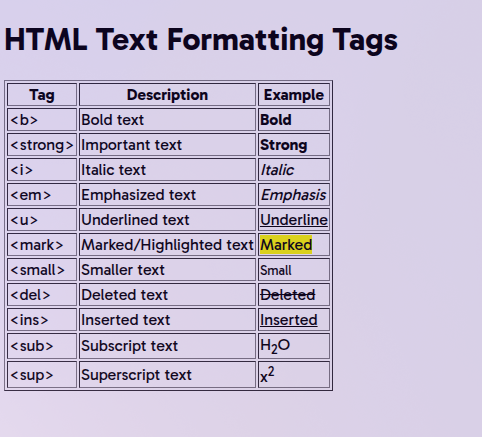 HTML Text Formatting Tags
Tag Description Example
<b> Bold text Bold
<strong> Important text Strong
<i> Italic text Italic
<em> Emphasized text Emphasis
<u> Underlined text Underline
<mark> Marked/Highlighted text Marked
<small> Smaller text Small
<del> Deleted text Deleted
<ins> Inserted text Inserted
<sub> Subscript text H₂O
<sup> Superscript text x²